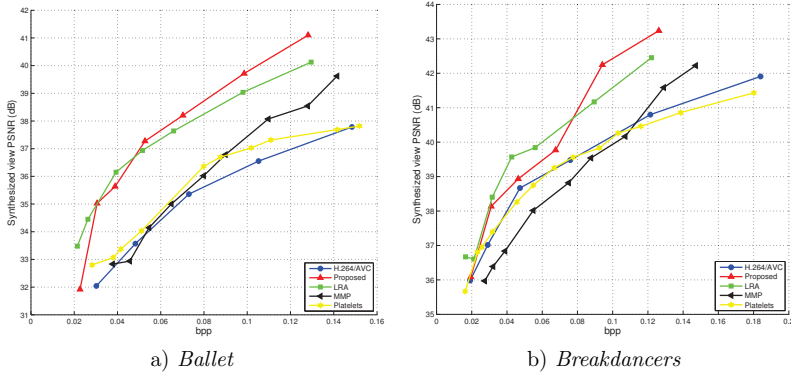 42
41
40
39
38
37
36
35
34
33
32
31
Synthesized view PSNR (dB)
0 0.02 0.04 0.06 0.08 0.1 0.12 0.14 0.16
bpp
H.264/AVC
Proposed
LRA
MMP
Platelets
a) Ballet
44
43
42
41
40
39
38
37
36
35
Synthesized view PSNR (dB)
0 0.02 0.04 0.06 0.08 0.1 0.12 0.14 0.16 0.18 0.2
bpp
H.264/AVC
Proposed
LRA
MMP
Platelets
b) Breakdancers